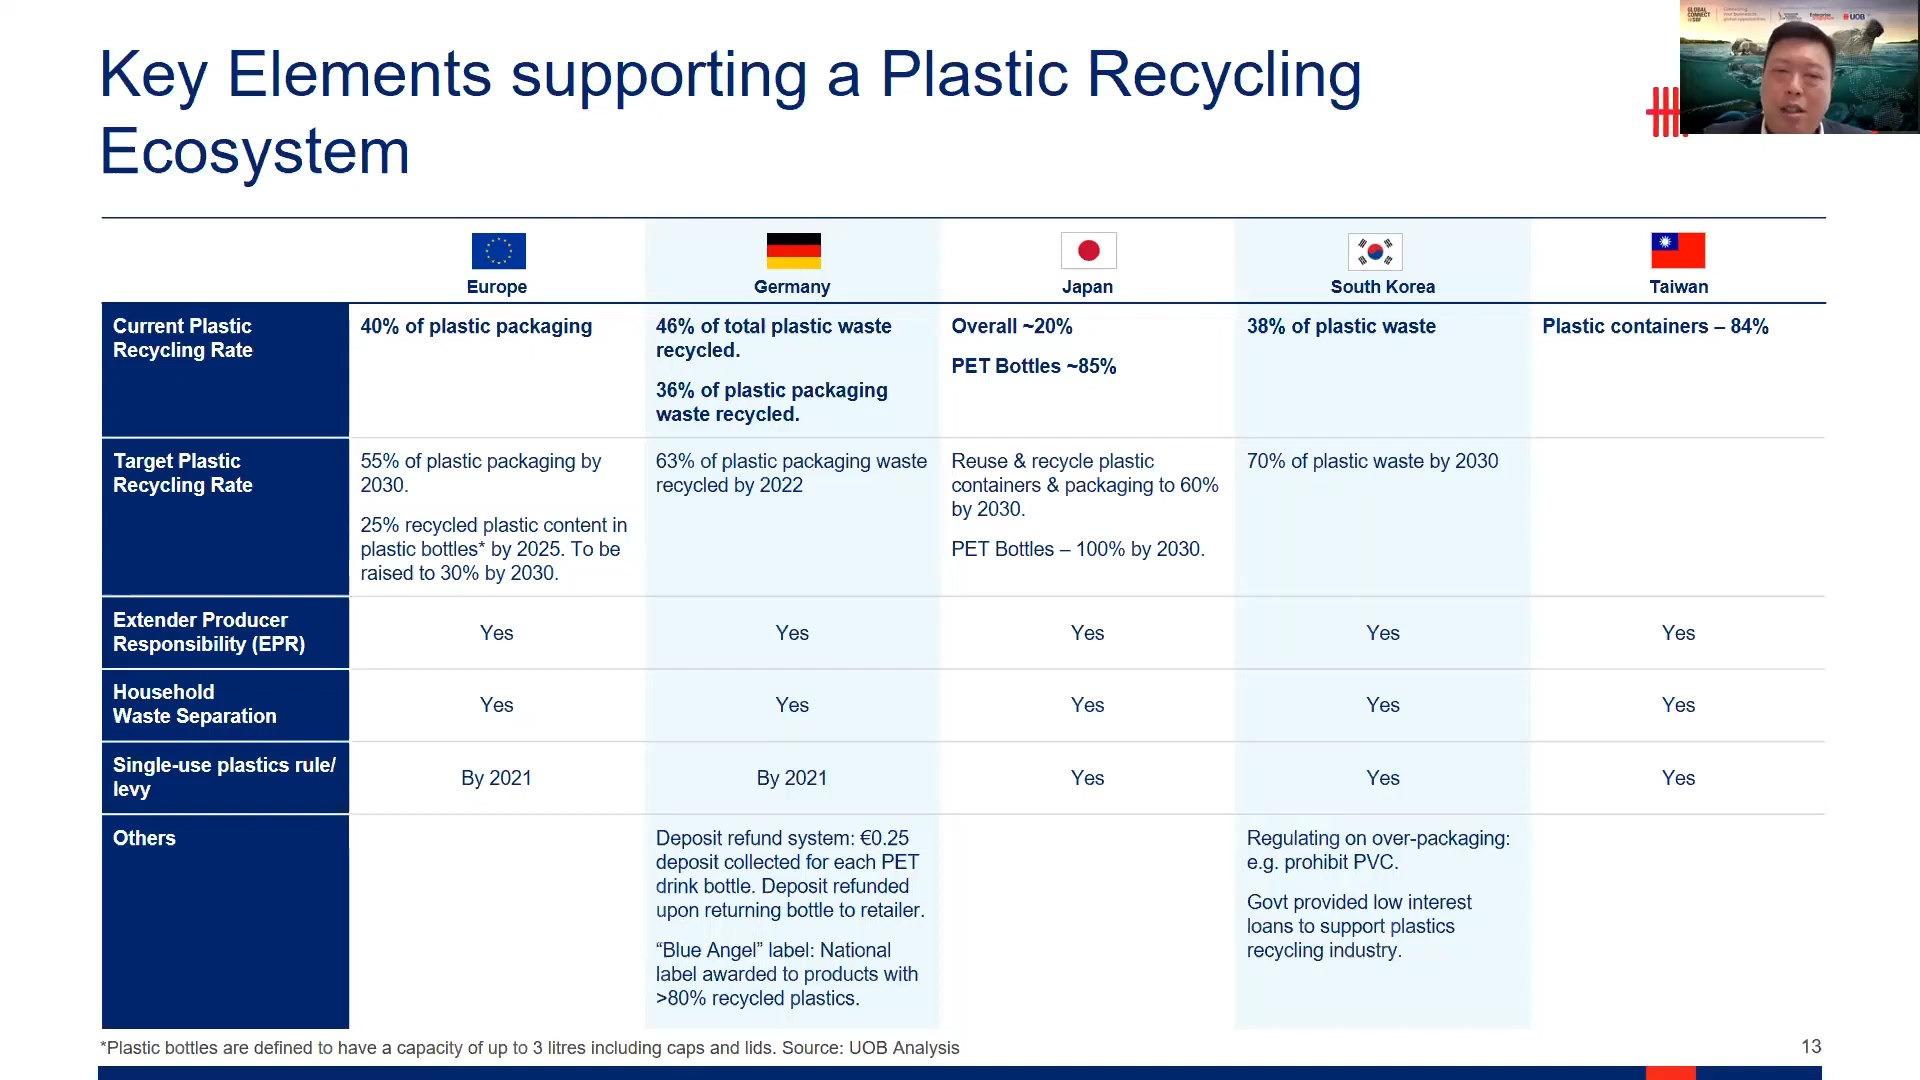 Key Elements supporting a Plastic Recycling
Ecosystem
GLOBAL
CONNECT
@SBF
UOB
Europe
Germany
Japan
South Korea
Taiwan
Current Plastic
Recycling Rate
40% of plastic packaging
46% of total plastic waste
recycled.
36% of plastic packaging
waste recycled.
Overall ~20%
PET Bottles ~85%
38% of plastic waste
Plastic containers – 84%
Target Plastic
Recycling Rate
55% of plastic packaging by
2030.
25% recycled plastic content in
plastic bottles* by 2025. To be
raised to 30% by 2030.
63% of plastic packaging waste
recycled by 2022
Reuse & recycle plastic
containers & packaging to 60%
by 2030.
PET Bottles – 100% by 2030.
70% of plastic waste by 2030
Extender Producer
Responsibility (EPR)
Yes
Yes
Yes
Yes
Yes
Household
Waste Separation
Yes
Yes
Yes
Yes
Yes
Single-use plastics rule/
levy
By 2021
By 2021
Yes
Yes
Yes
Others
Deposit refund system: €0.25
deposit collected for each PET
drink bottle. Deposit refunded
upon returning bottle to retailer.
“Blue Angel” label: National
label awarded to products with
>80% recycled plastics.
Regulating on over-packaging:
e.g. prohibit PVC.
Govt provided low interest
loans to support plastics
recycling industry.
*Plastic bottles are defined to have a capacity of up to 3 litres including caps and lids. Source: UOB Analysis
13